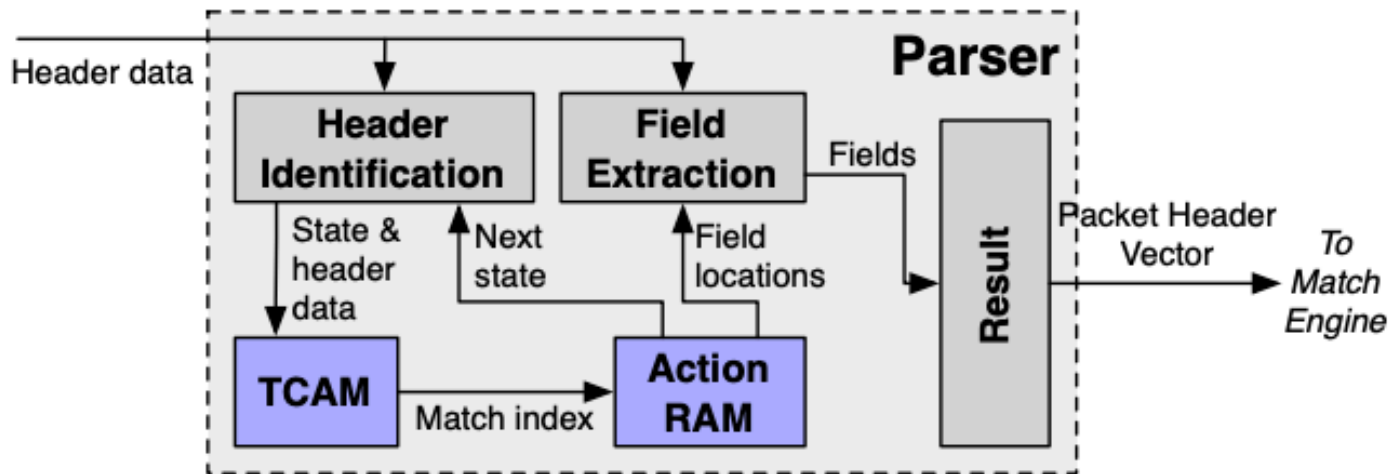 Parser
Header data
Header
Identification
Field
Extraction
Fields
State &
header
data
Next
state
Field
locations
TCAM
Match index
Action
RAM
Result
Packet Header
Vector
To
Match
Engine